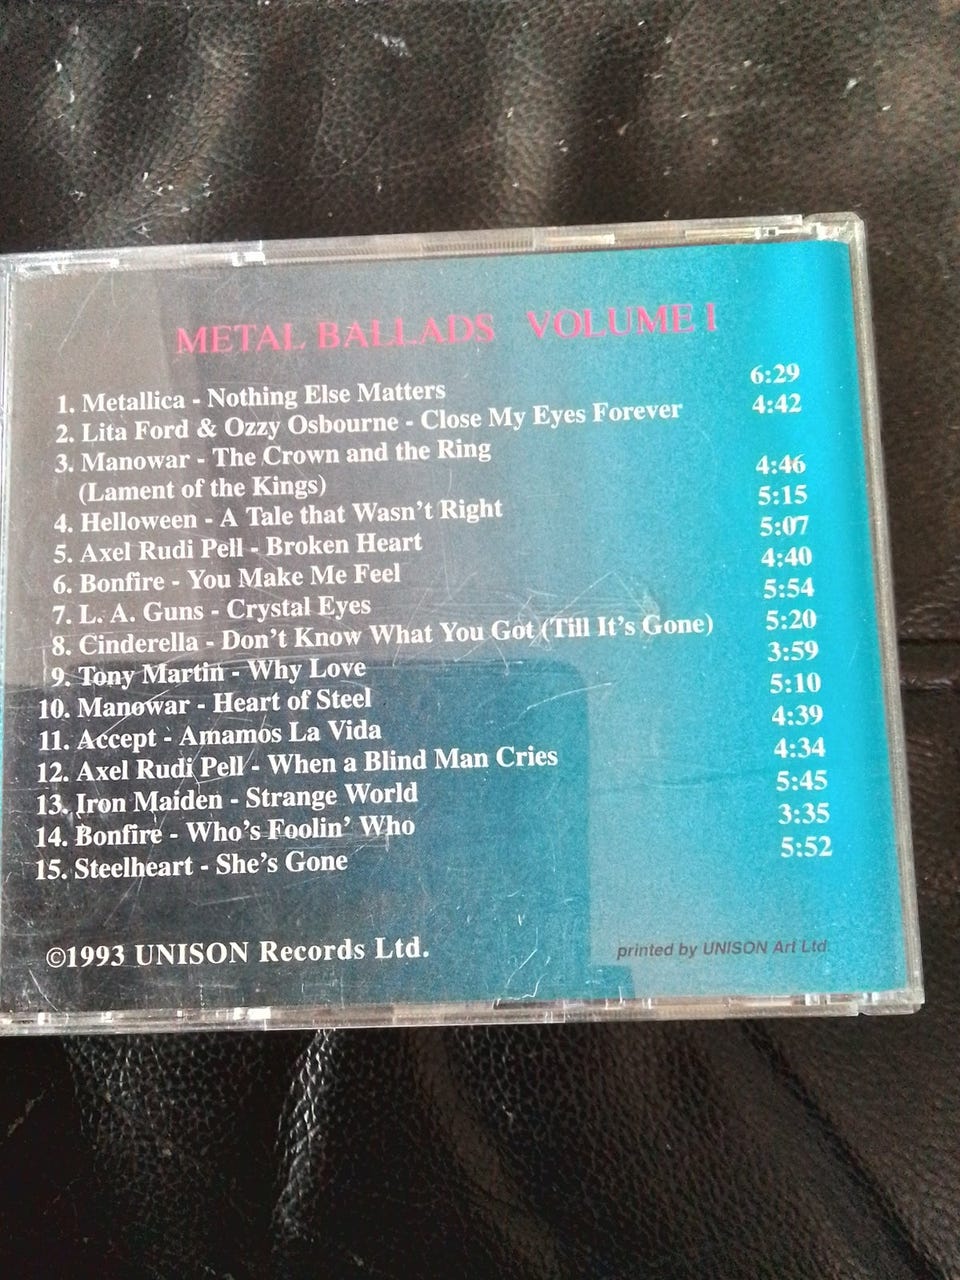 METAL BALLADS VOLUME I
1. Metallica - Nothing Else Matters 6:29
2. Lita Ford & Ozzy Osbourne - Close My Eyes Forever 4:42
3. Manowar - The Crown and the Ring
(Lament of the Kings) 4:46
4. Helloween - A Tale that Wasn't Right 5:15
5. Axel Rudi Pell - Broken Heart 5:07
6. Bonfire - You Make Me Feel 4:40
7. L. A. Guns - Crystal Eyes 5:54
8. Cinderella - Don't Know What You Got (Till It's Gone) 5:20
9. Tony Martin - Why Love 3:59
10. Manowar - Heart of Steel 5:10
11. Accept - Amamos La Vida 4:39
12. Axel Rudi Pell - When a Blind Man Cries 4:34
13. Iron Maiden - Strange World 5:45
14. Bonfire - Who's Foolin' Who 3:35
15. Steelheart - She's Gone 5:52
©1993 UNISON Records Ltd. printed by UNISON Art Ltd.